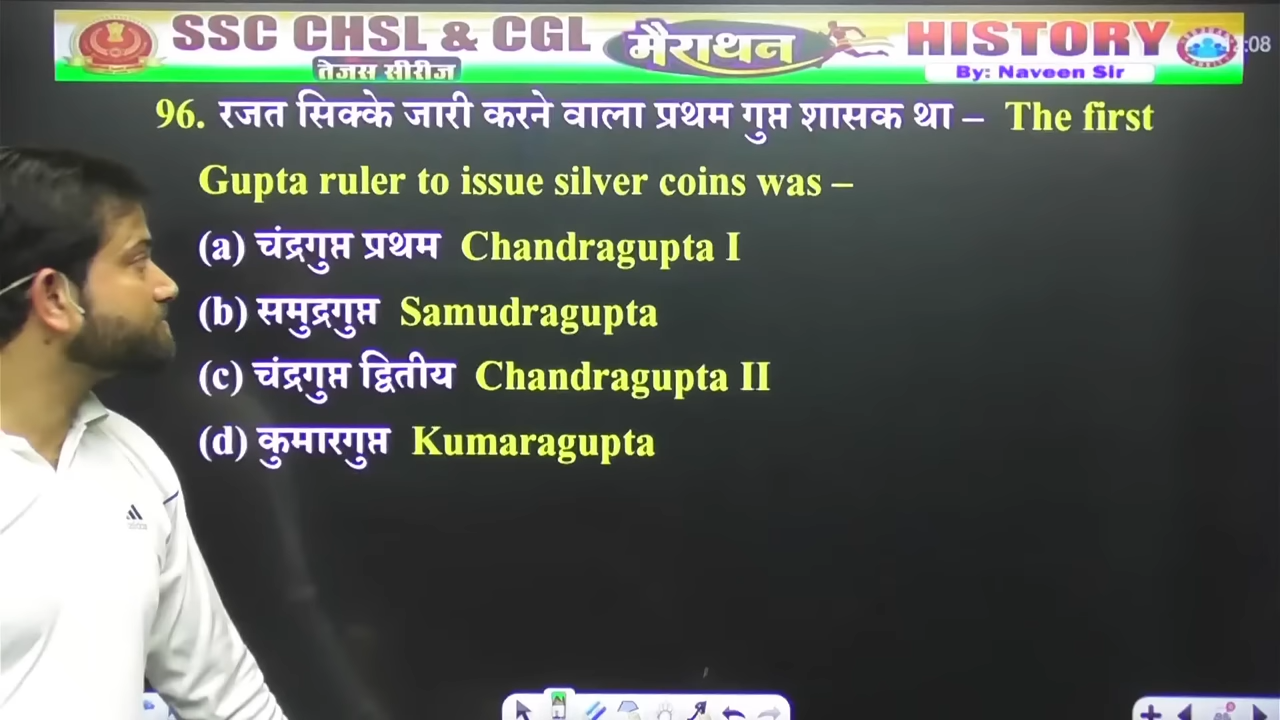 SSC CHSL & CGL मैराथन HISTORY
तेजस सीरीज
By: Naveen Sir
96. रजत सिक्के जारी करने वाला प्रथम गुप्त शासक था – The first
Gupta ruler to issue silver coins was –
(a) चंद्रगुप्त प्रथम Chandragupta I
(b) समुद्रगुप्त Samudragupta
(c) चंद्रगुप्त द्वितीय Chandragupta II
(d) कुमारगुप्त Kumaragupta